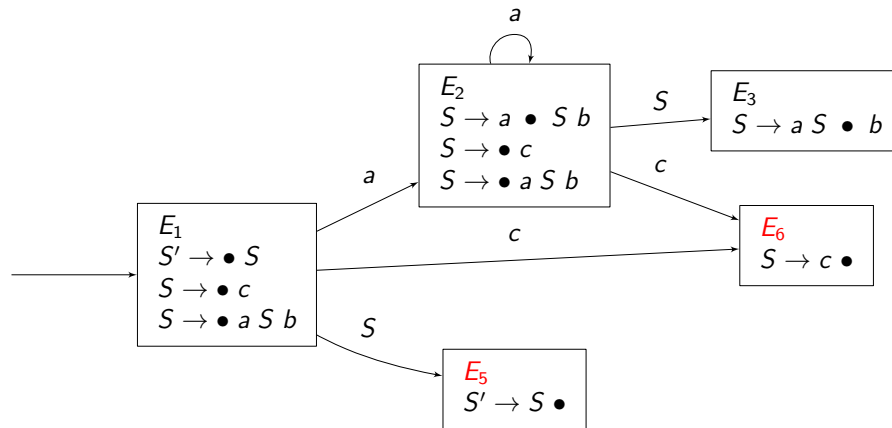 a
E2
S → a • S b
S → • c
S → • a S b
S
E3
S → a S • b
a
c
E1
S′ → • S
S → • c
S → • a S b
c
E6
S → c •
S
E5
S′ → S •